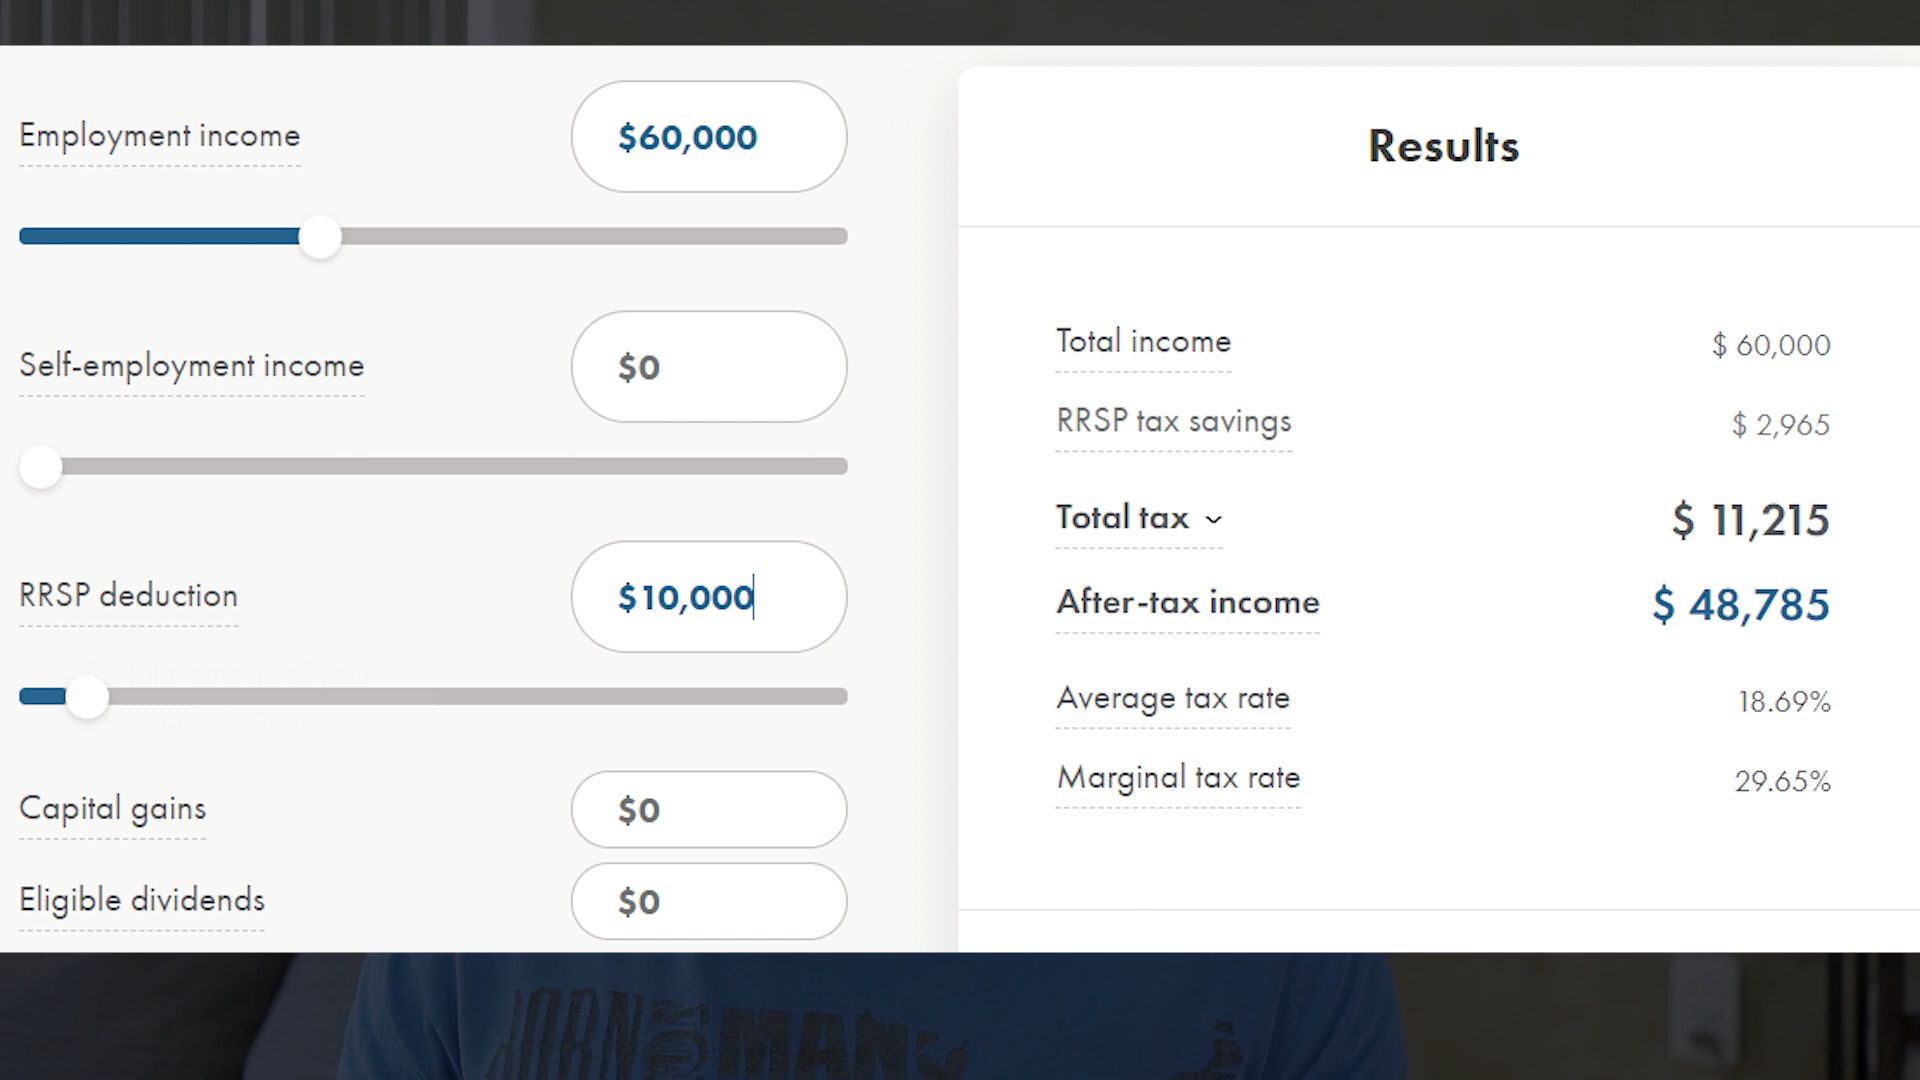 Employment income
$60,000
Self-employment income
$0
RRSP deduction
$10,000
Capital gains
$0
Eligible dividends
$0
Results
Total income
$ 60,000
RRSP tax savings
$ 2,965
Total tax
$ 11,215
After-tax income
$ 48,785
Average tax rate
18.69%
Marginal tax rate
29.65%